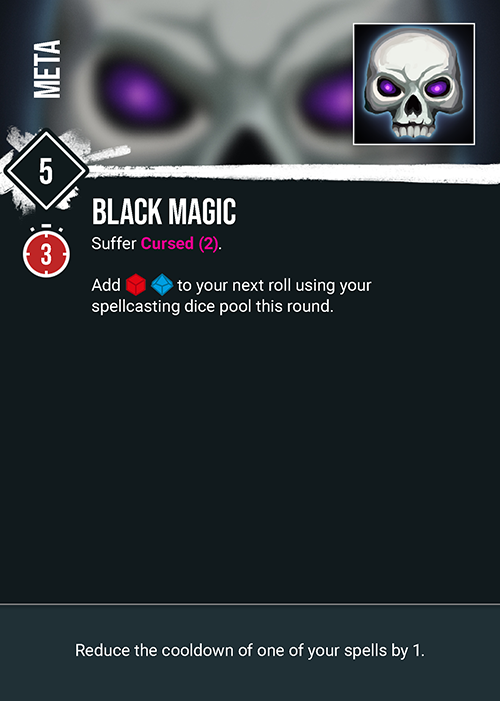 META
5
3
BLACK MAGIC
Suffer Cursed (2).
Add to your next roll using your
spellcasting dice pool this round.
Reduce the cooldown of one of your spells by 1.